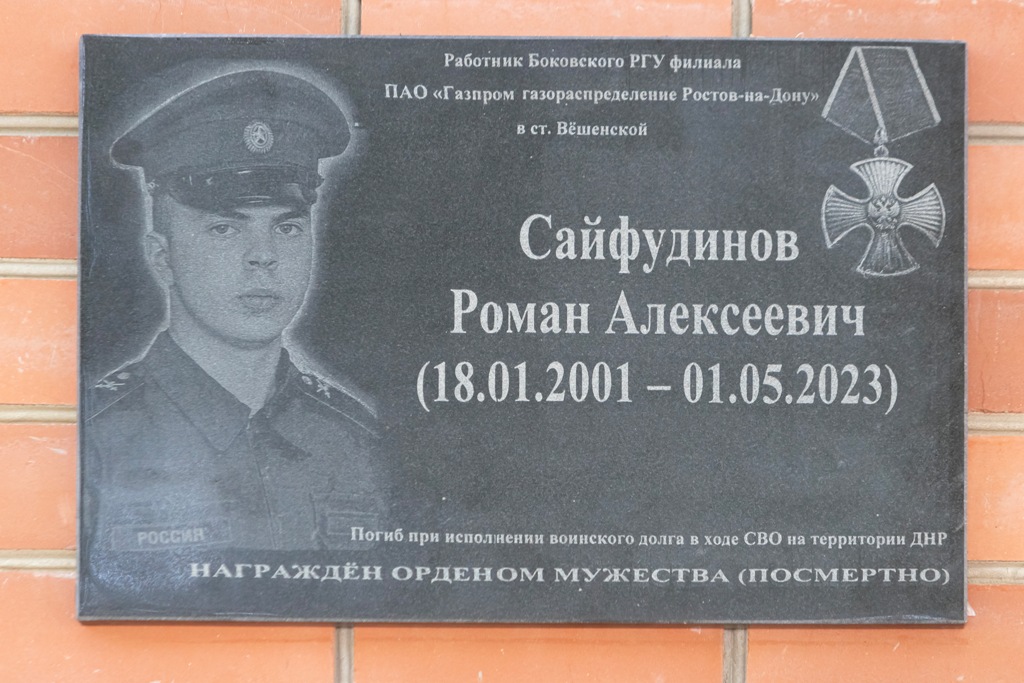 Работник Боковского РГУ филиала
ПАО «Газпром газораспределение Ростов-на-Дону»
в ст. Вёшенской
Сайфудинов
Роман Алексеевич
(18.01.2001 – 01.05.2023)
РОССИЯ
Погиб при исполнении воинского долга в ходе СВО на территории ДНР
НАГРАЖДЁН ОРДЕНОМ МУЖЕСТВА (ПОСМЕРТНО)